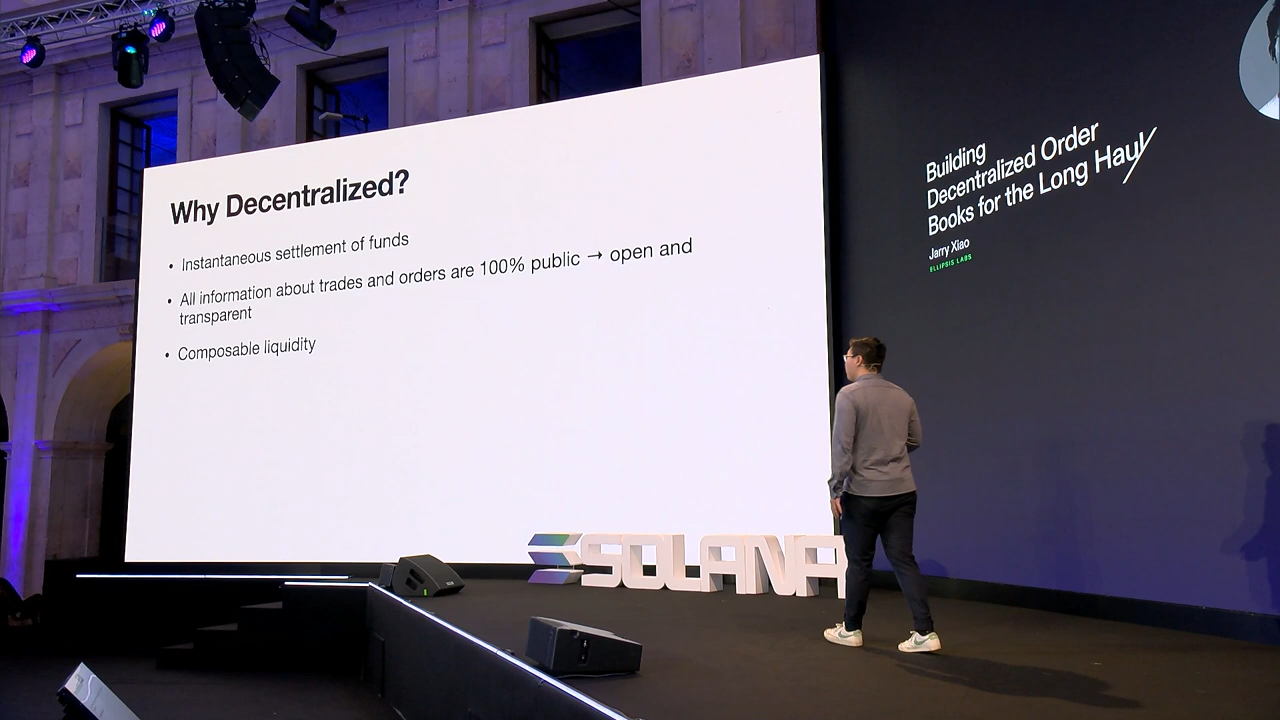 Why Decentralized?
• Instantaneous settlement of funds
• All information about trades and orders are 100% public → open and
transparent
• Composable liquidity
Building
Decentralized Order
Books for the Long Haul
Jarry Xiao
ELLIPSIS LABS
SOLANA